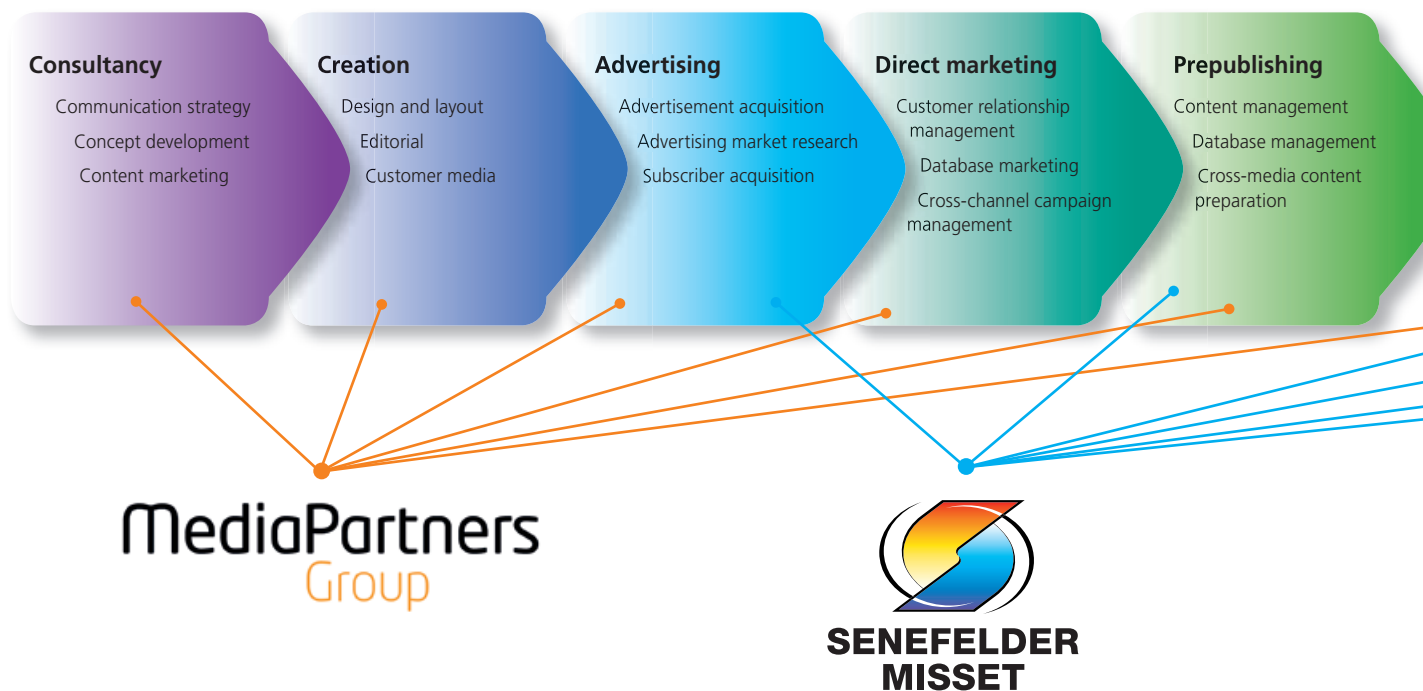 Consultancy
Communication strategy
Concept development
Content marketing
Creation
Design and layout
Editorial
Customer media
Advertising
Advertisement acquisition
Advertising market research
Subscriber acquisition
Direct marketing
Customer relationship
management
Database marketing
Cross-channel campaign
management
Prepublishing
Content management
Database management
Cross-media content
preparation
MediaPartners
Group
SENEFELDER
MISSET